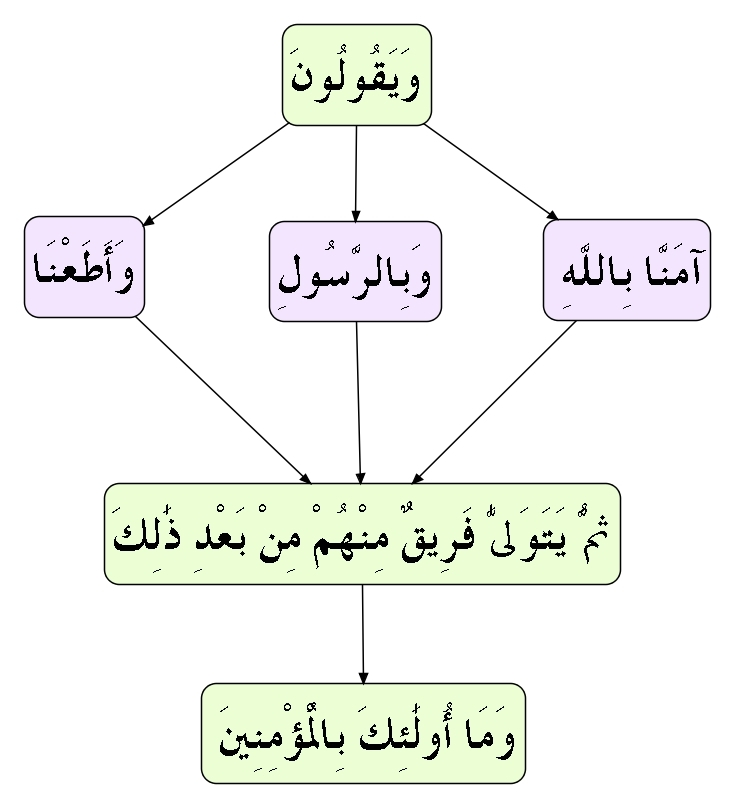 وَيَقُولُونَ
آمَنَّا بِاللَّهِ
وَبِالرَّسُولِ
وَأَطَعْنَا
ثُمَّ يَتَوَلَّىٰ فَرِيقٌ مِنْهُمْ مِنْ بَعْدِ ذَٰلِكَ
وَمَا أُولَٰئِكَ بِالْمُؤْمِنِينَ